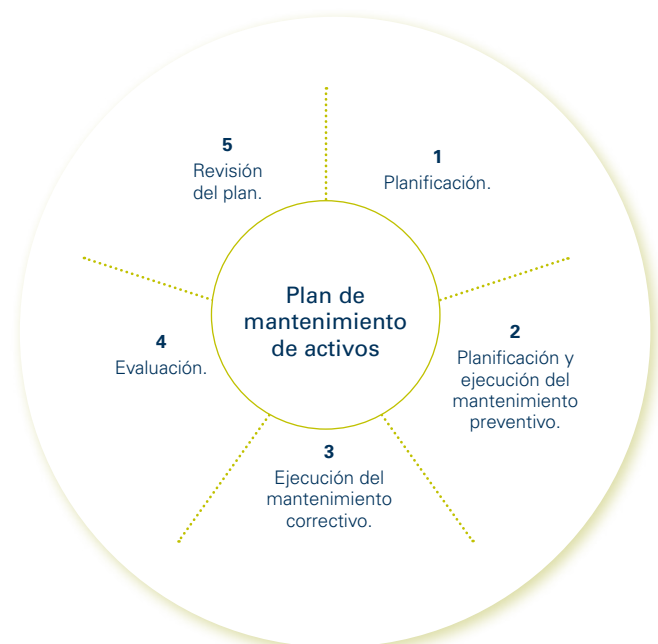 Plan de
mantenimiento
de activos
1
Planificación.
2
Planificación y
ejecución del
mantenimiento
preventivo.
3
Ejecución del
mantenimiento
correctivo.
4
Evaluación.
5
Revisión
del plan.